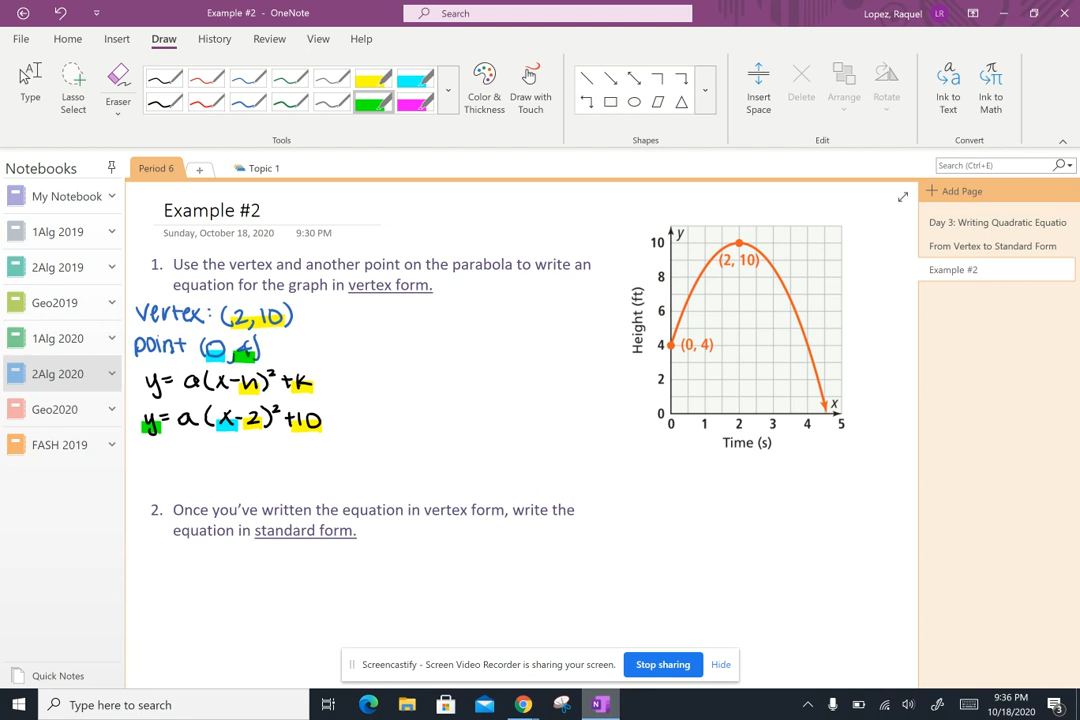 Example #2 - OneNote
Search
Lopez, Raquel
LR
File
Home
Insert
Draw
History
Review
View
Help
Type
Lasso Select
Eraser
Color & Thickness
Draw with Touch
Insert Space
Delete
Arrange
Rotate
Ink to Text
Ink to Math
Tools
Shapes
Edit
Convert
Notebooks
Period 6
Topic 1
Search (Ctrl+E)
My Notebook
1Alg 2019
2Alg 2019
Geo2019
1Alg 2020
2Alg 2020
Geo2020
FASH 2019
Quick Notes
Add Page
Day 3: Writing Quadratic Equatio
From Vertex to Standard Form
Example #2
Example #2
Sunday, October 18, 2020 9:30 PM
1. Use the vertex and another point on the parabola to write an
equation for the graph in vertex form.
vertex: (2,10)
point (0,4)
y= a(x-h)²+k
y= a(x-2)²+10
2. Once you've written the equation in vertex form, write the
equation in standard form.
y
10
8
6
4
2
0
(2, 10)
(0, 4)
Height (ft)
x
0 1 2 3 4 5
Time (s)
Screencastify - Screen Video Recorder is sharing your screen.
Stop sharing
Hide
Type here to search
9:36 PM
10/18/2020
3